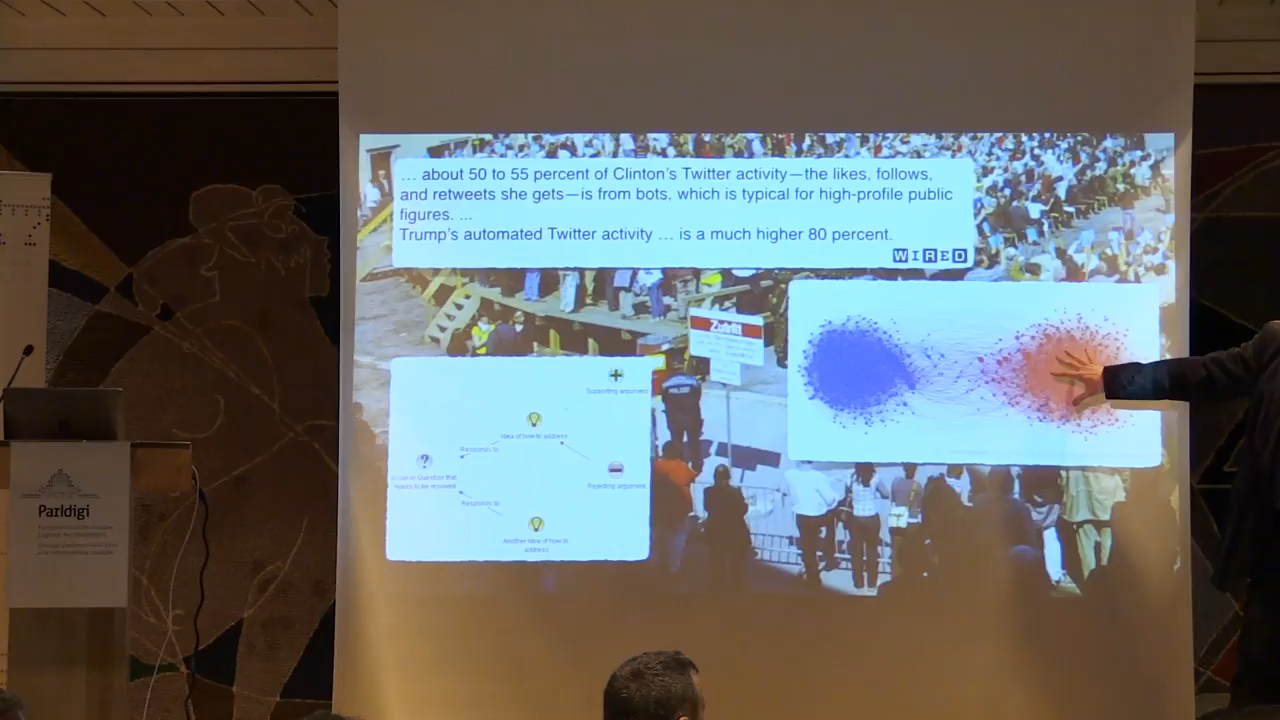 … about 50 to 55 percent of Clinton's Twitter activity—the likes, follows,
and retweets she gets—is from bots, which is typical for high-profile public
figures. …
Trump's automated Twitter activity … is a much higher 80 percent.
WIRED
Zutritt
Supporting argument
Idea of how to address
Responds to
Rejecting argument
Responds to
Another idea of how to
address
Parldigi